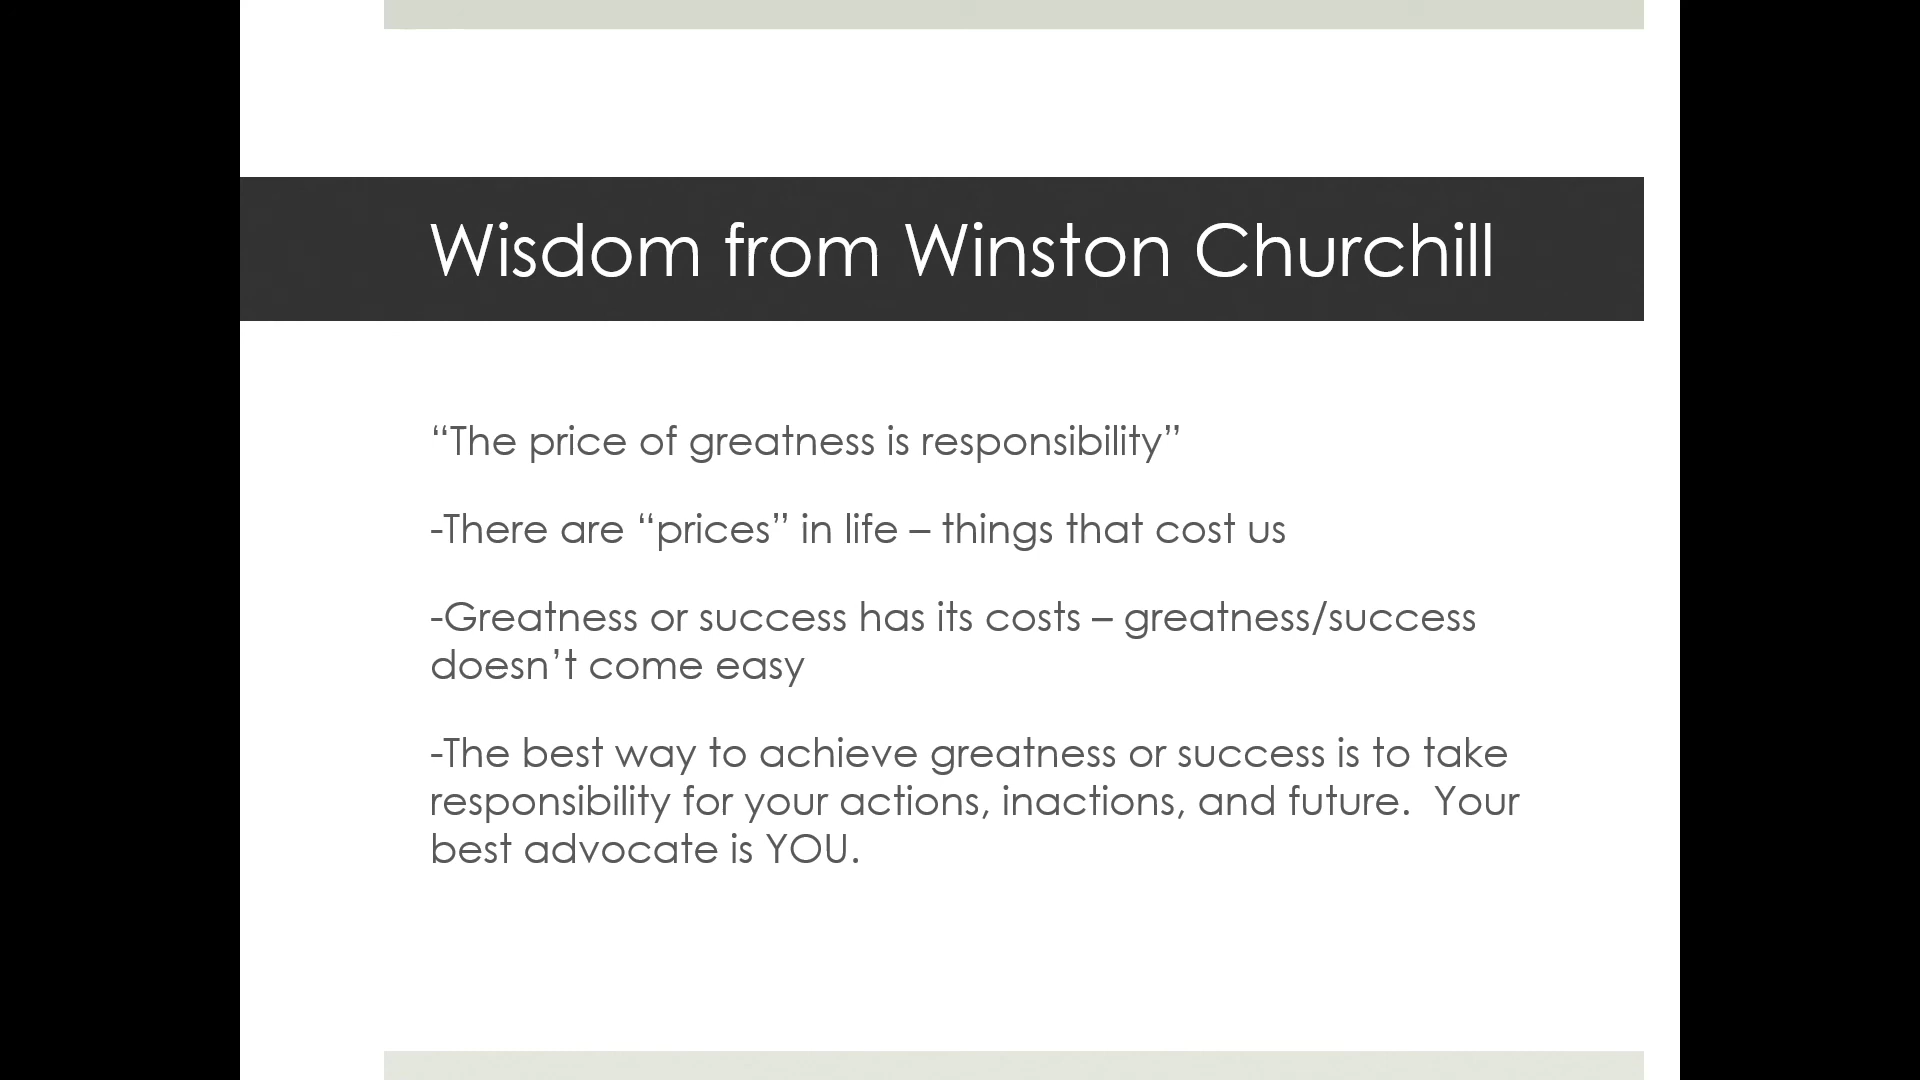 Wisdom from Winston Churchill
“The price of greatness is responsibility”
-There are “prices” in life – things that cost us
-Greatness or success has its costs – greatness/success
doesn’t come easy
-The best way to achieve greatness or success is to take
responsibility for your actions, inactions, and future.  Your
best advocate is YOU.